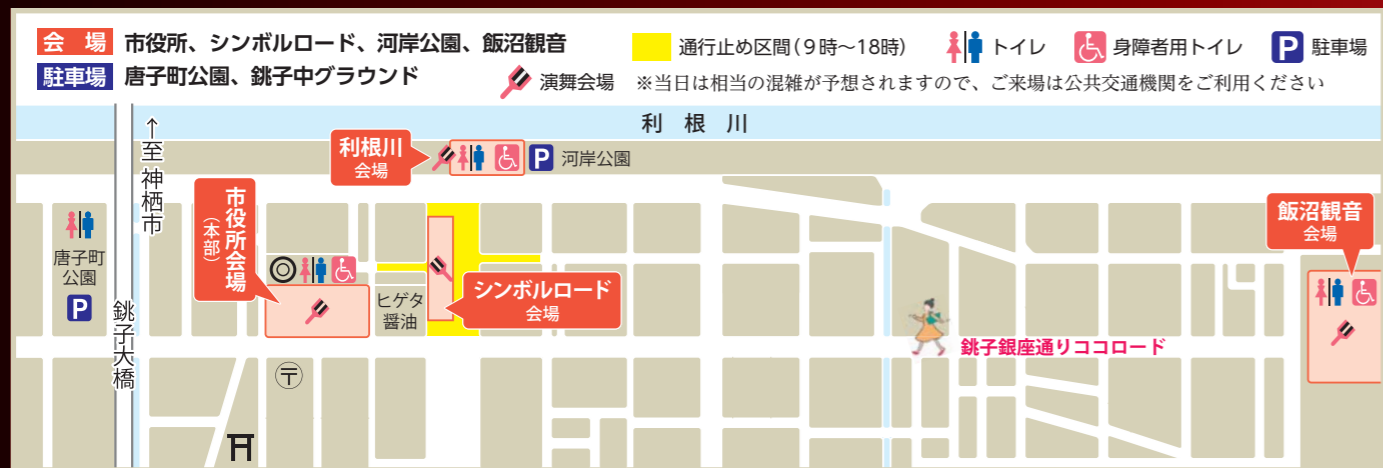 会 場 市役所、シンボルロード、河岸公園、飯沼観音
駐車場 唐子町公園、銚子中グラウンド
通行止め区間(9時〜18時) トイレ 身障者用トイレ P 駐車場
演舞会場 ※当日は相当の混雑が予想されますので、ご来場は公共交通機関をご利用ください
利 根 川
↑至 神栖市
利根川
会場
P 河岸公園
市役所会場
(本部)
飯沼観音
会場
唐子町
公園
P
銚子大橋
ヒゲタ
醤油
シンボルロード
会場
銚子銀座通りココロード
〒